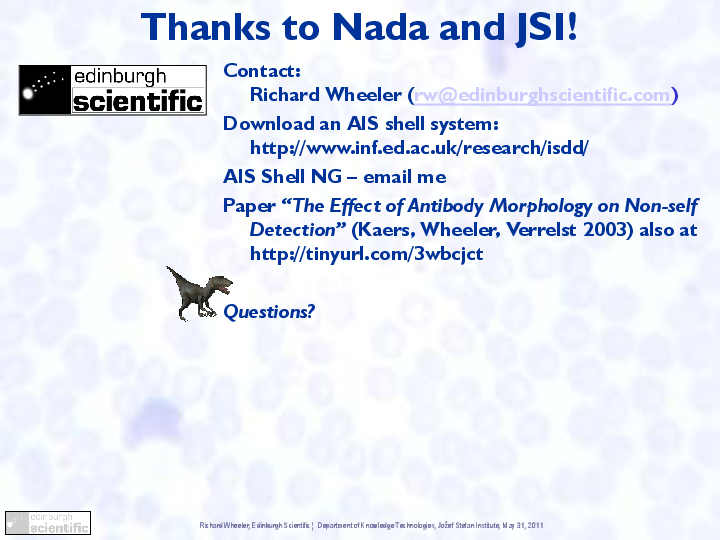 Thanks to Nada and JSI!
edinburgh
scientific
Contact:
Richard Wheeler (rw@edinburghscientific.com)
Download an AIS shell system:
http://www.inf.ed.ac.uk/research/isdd/
AIS Shell NG – email me
Paper “The Effect of Antibody Morphology on Non-self
Detection” (Kaers, Wheeler, Verrelst 2003) also at
http://tinyurl.com/3wbcjct
Questions?
edinburgh
scientific
Richard Wheeler, Edinburgh Scientific ¦ Department of Knowledge Technologies, Jožef Stefan Institute, May 31, 2011